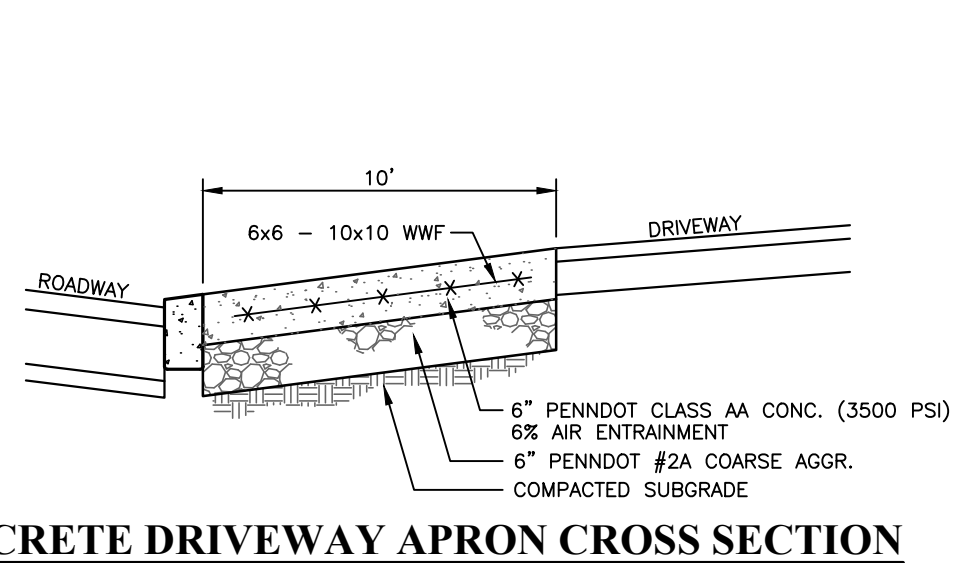 10'
6x6 – 10x10 WWF
DRIVEWAY
ROADWAY
6" PENNDOT CLASS AA CONC. (3500 PSI)
6% AIR ENTRAINMENT
6" PENNDOT #2A COARSE AGGR.
COMPACTED SUBGRADE
CRETE DRIVEWAY APRON CROSS SECTION